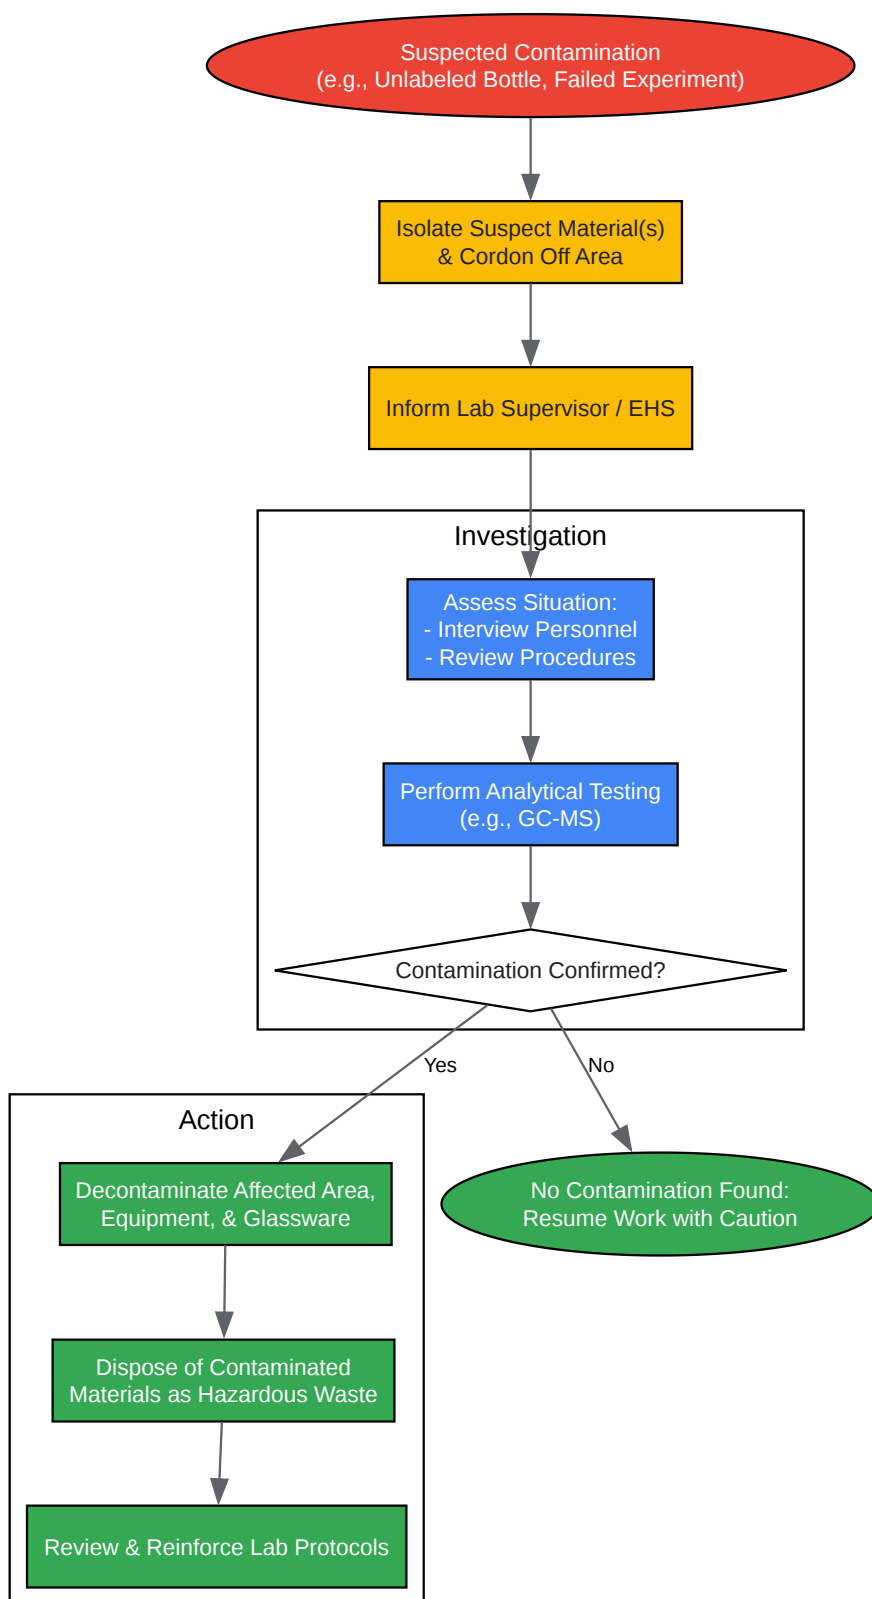 Suspected Contamination
(e.g., Unlabeled Bottle, Failed Experiment)
Isolate Suspect Material(s)
& Cordon Off Area
Inform Lab Supervisor / EHS
Investigation
Assess Situation:
- Interview Personnel
- Review Procedures
Perform Analytical Testing
(e.g., GC-MS)
Contamination Confirmed?
Yes
No
Action
Decontaminate Affected Area,
Equipment, & Glassware
No Contamination Found:
Resume Work with Caution
Dispose of Contaminated
Materials as Hazardous Waste
Review & Reinforce Lab Protocols